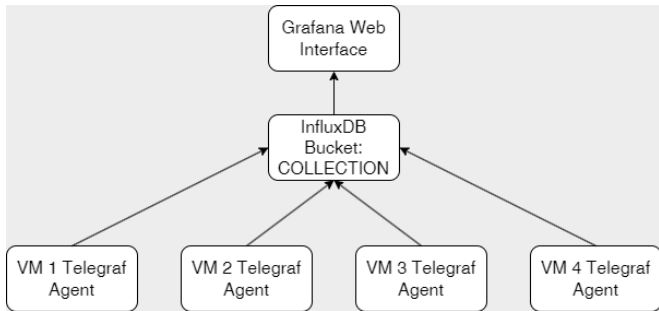 Grafana Web
Interface
InfluxDB
Bucket:
COLLECTION
VM 1 Telegraf
Agent
VM 2 Telegraf
Agent
VM 3 Telegraf
Agent
VM 4 Telegraf
Agent